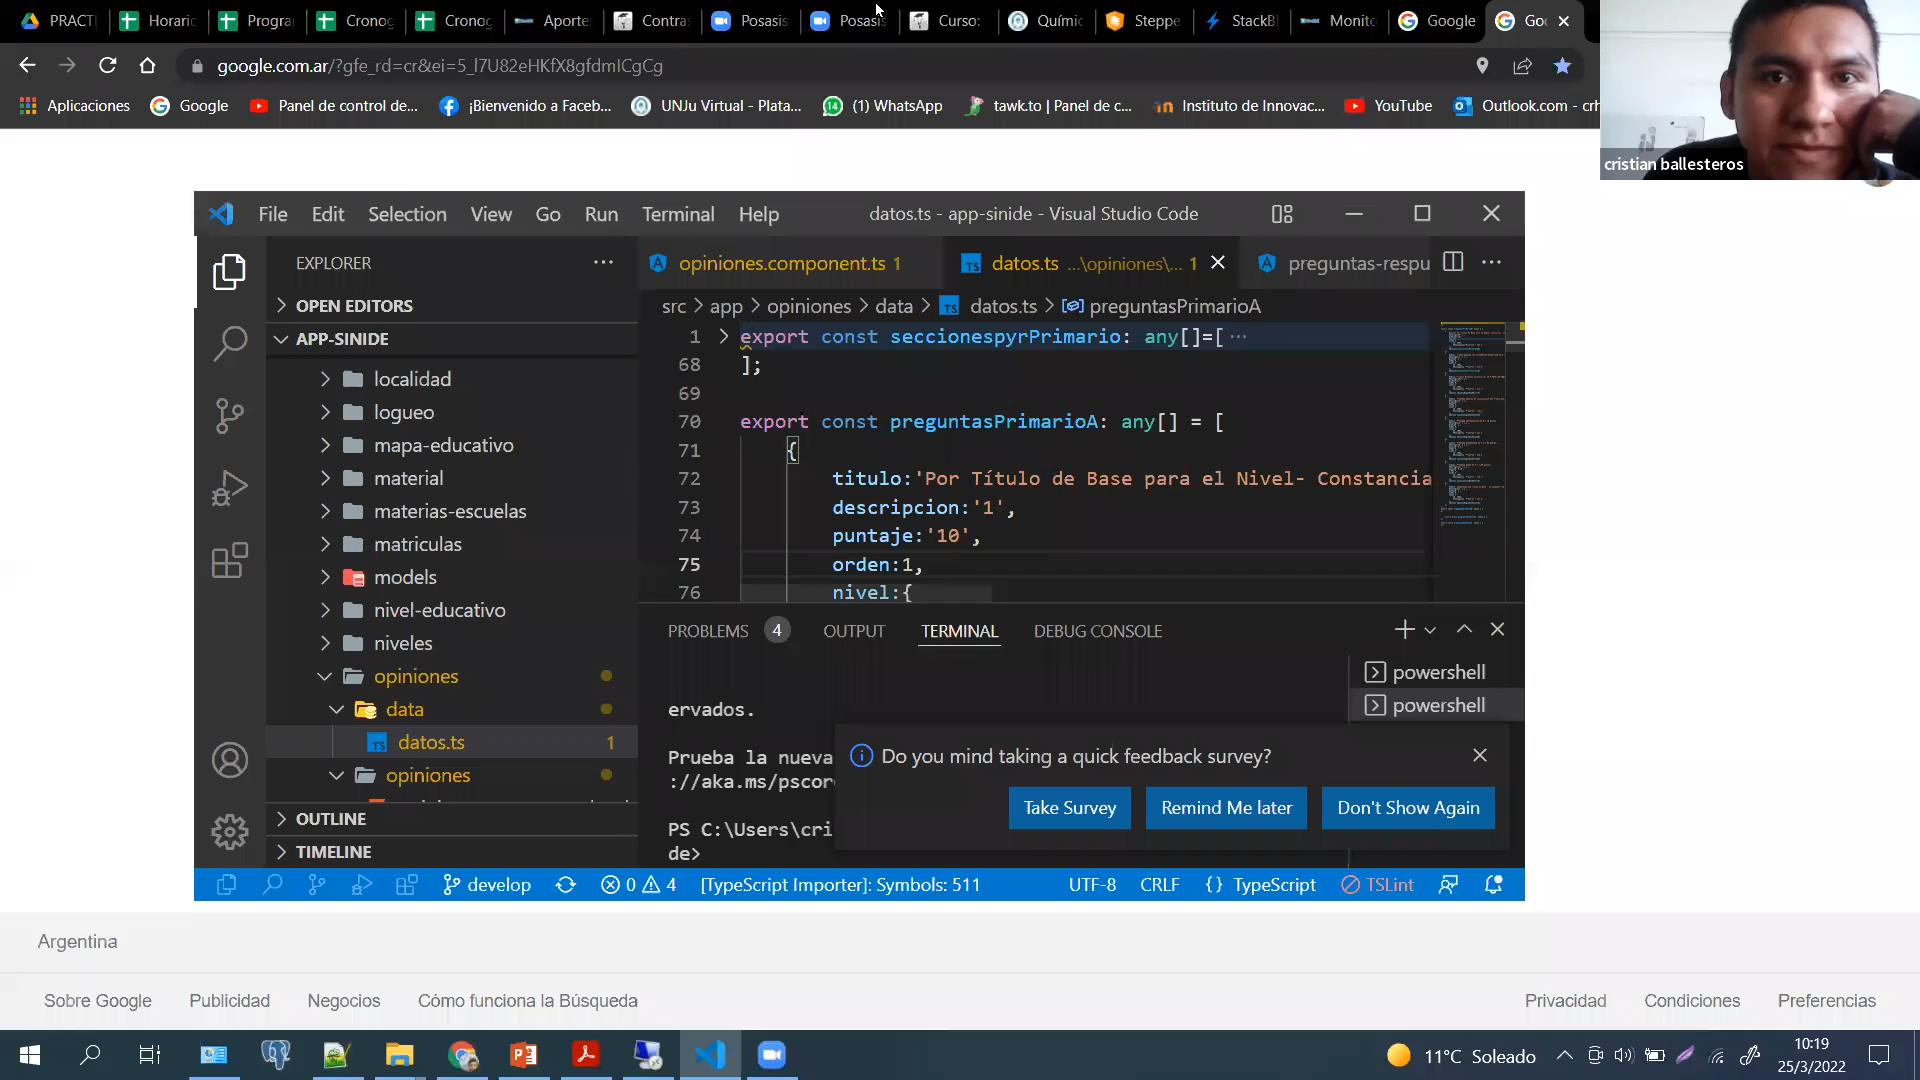 PRACTI
Horario
Progra
Cronog
Cronog
Aporte
Contra
Posasis
Posasis
Curso:
Químic
Steppe
StackBl
Monito
Google
Goo
google.com.ar/?gfe_rd=cr&ei=5_l7U82eHKfX8gfdmICgCg
Aplicaciones
Google
Panel de control de...
¡Bienvenido a Faceb...
UNJu Virtual - Plata...
(1) WhatsApp
tawk.to | Panel de c...
Instituto de Innovac...
YouTube
Outlook.com - crh
cristian ballesteros
File Edit Selection View Go Run Terminal Help
datos.ts - app-sinide - Visual Studio Code
EXPLORER
OPEN EDITORS
APP-SINIDE
localidad
logueo
mapa-educativo
material
materias-escuelas
matriculas
models
nivel-educativo
niveles
opiniones
data
datos.ts 1
opiniones
OUTLINE
TIMELINE
opiniones.component.ts 1
datos.ts ...\opiniones\... 1
preguntas-respu
src > app > opiniones > data > datos.ts > preguntasPrimarioA
1 export const seccionespyrPrimario: any[]=[ ...
68 ];
69
70 export const preguntasPrimarioA: any[] = [
71 {
72 titulo:'Por Título de Base para el Nivel- Constancia
73 descripcion:'1',
74 puntaje:'10',
75 orden:1,
76 nivel:{
PROBLEMS 4 OUTPUT TERMINAL DEBUG CONSOLE
powershell
powershell
ervados.
Prueba la nueva
://aka.ms/pscor
PS C:\Users\cri
de>
Do you mind taking a quick feedback survey?
Take Survey
Remind Me later
Don't Show Again
develop
0 4
[TypeScript Importer]: Symbols: 511
UTF-8
CRLF
{ } TypeScript
TSLint
Argentina
Sobre Google
Publicidad
Negocios
Cómo funciona la Búsqueda
Privacidad
Condiciones
Preferencias
11°C Soleado
10:19
25/3/2022